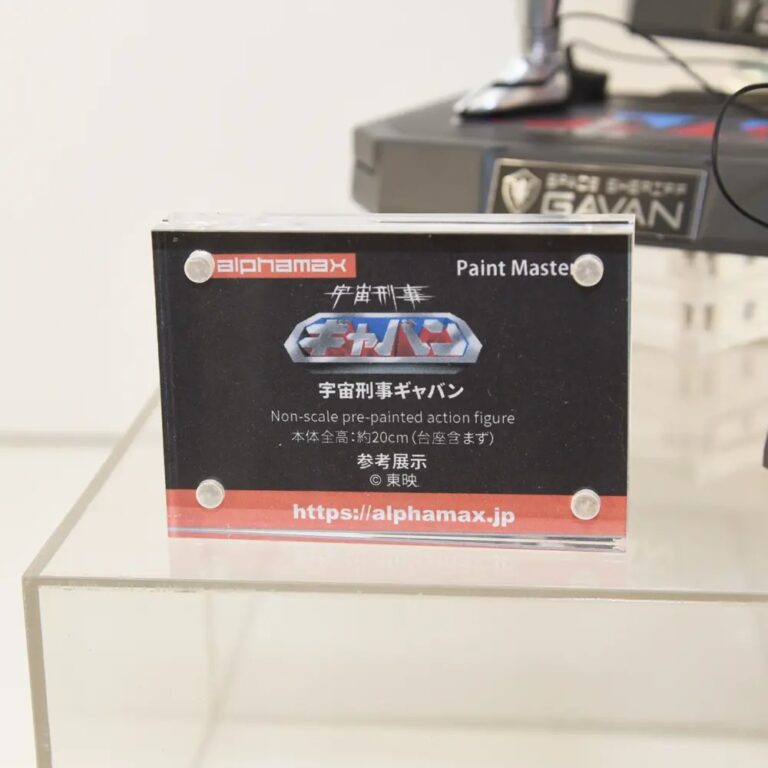 SPACE SHERIFF
GAVAN
alphamax
Paint Master
宇宙刑事
ギャバン
宇宙刑事ギャバン
Non-scale pre-painted action figure
本体全高:約20cm(台座含まず)
参考展示
© 東映
https://alphamax.jp